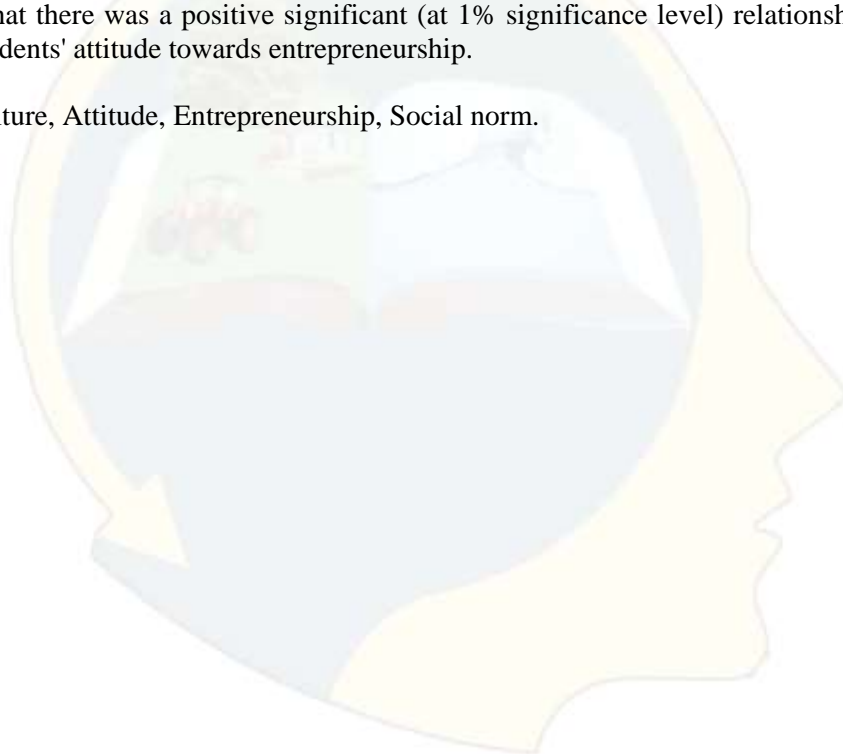 hat there was a positive significant (at 1% significance level) relationsh
dents' attitude towards entrepreneurship.
ture, Attitude, Entrepreneurship, Social norm.